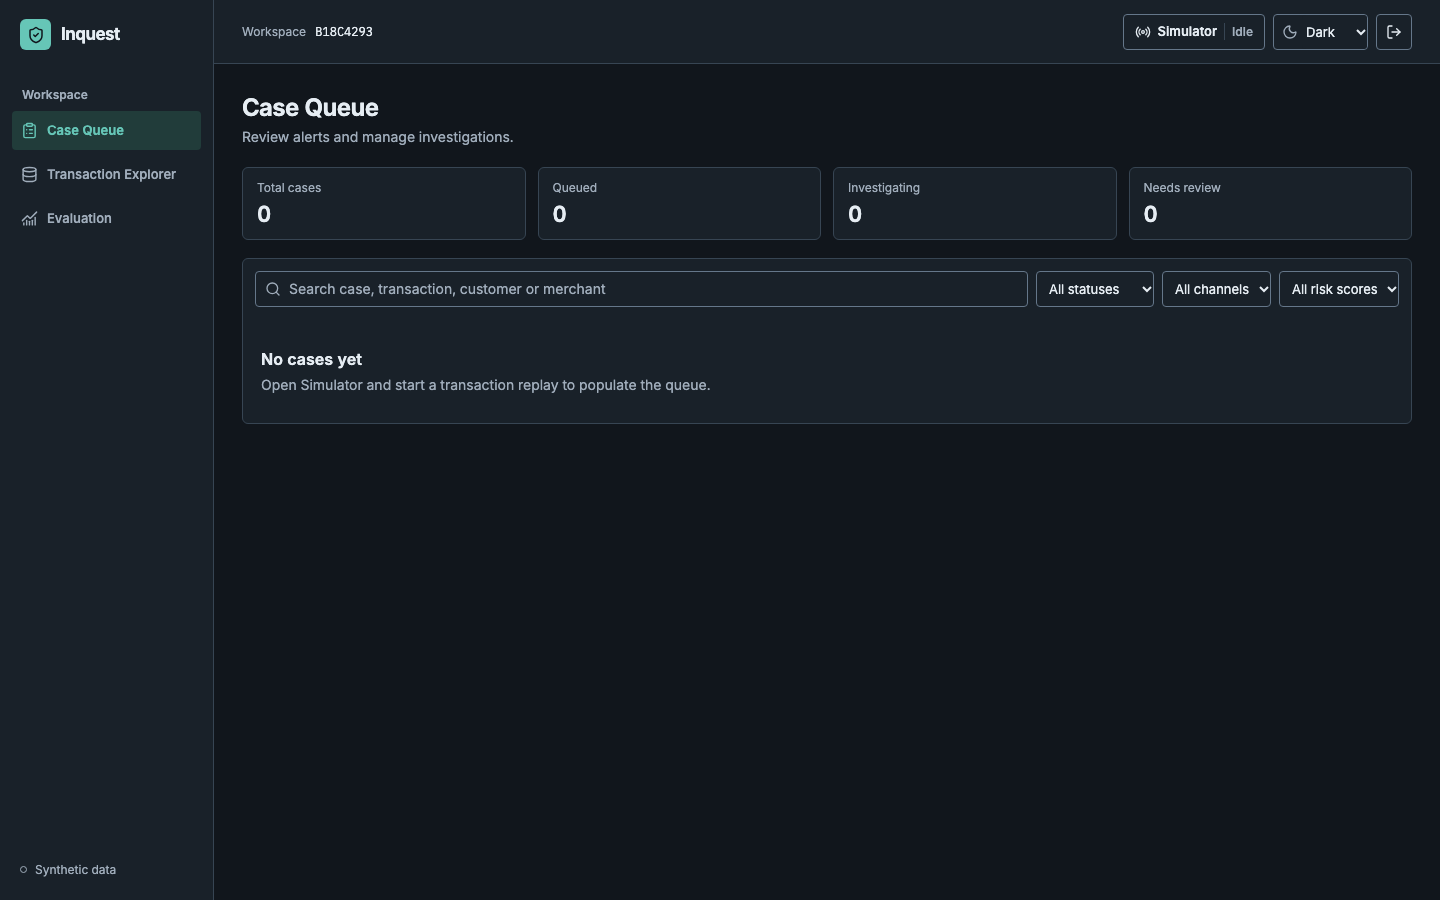 Inquest
Workspace
Case Queue
Transaction Explorer
Evaluation
Synthetic data
Workspace B18C4293
Simulator Idle
Dark
Case Queue
Review alerts and manage investigations.
Total cases
0
Queued
0
Investigating
0
Needs review
0
Search case, transaction, customer or merchant
All statuses
All channels
All risk scores
No cases yet
Open Simulator and start a transaction replay to populate the queue.